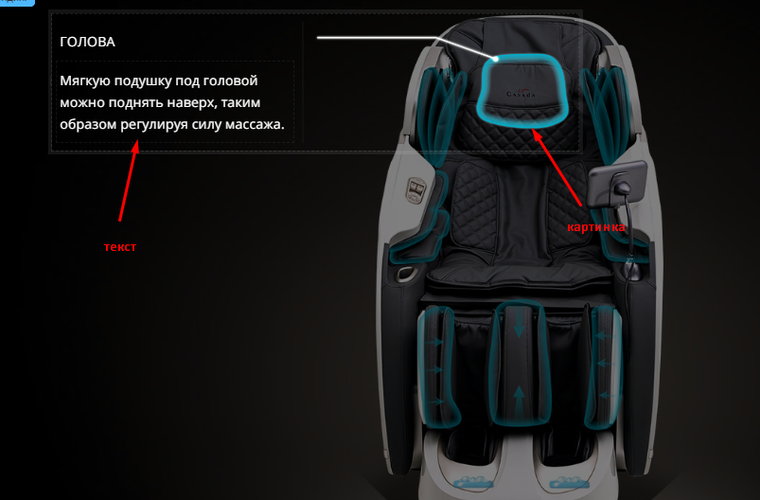 ГОЛОВА
Мягкую подушку под головой
можно поднять наверх, таким
образом регулируя силу массажа.
картинка
текст